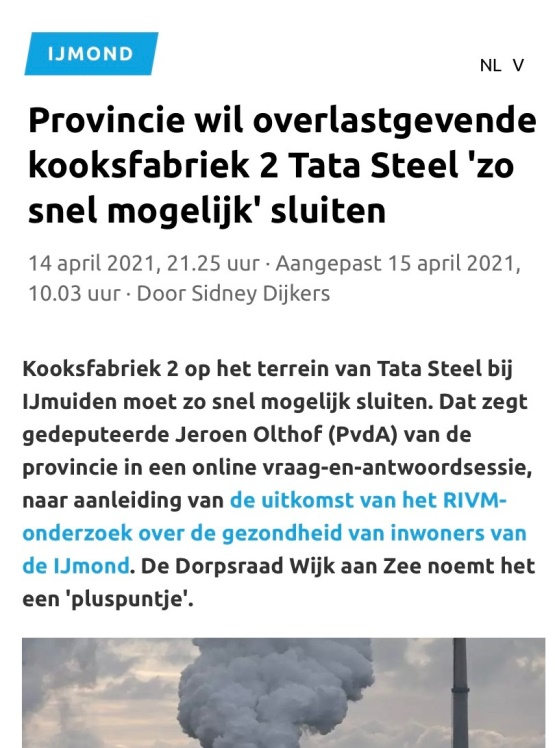 IJMOND
NL V
Provincie wil overlastgevende
kooksfabriek 2 Tata Steel 'zo
snel mogelijk' sluiten
14 april 2021, 21.25 uur · Aangepast 15 april 2021,
10.03 uur · Door Sidney Dijkers
Kooksfabriek 2 op het terrein van Tata Steel bij
IJmuiden moet zo snel mogelijk sluiten. Dat zegt
gedeputeerde Jeroen Olthof (PvdA) van de
provincie in een online vraag-en-antwoordsessie,
naar aanleiding van de uitkomst van het RIVM-
onderzoek over de gezondheid van inwoners van
de IJmond. De Dorpsraad Wijk aan Zee noemt het
een 'pluspuntje'.